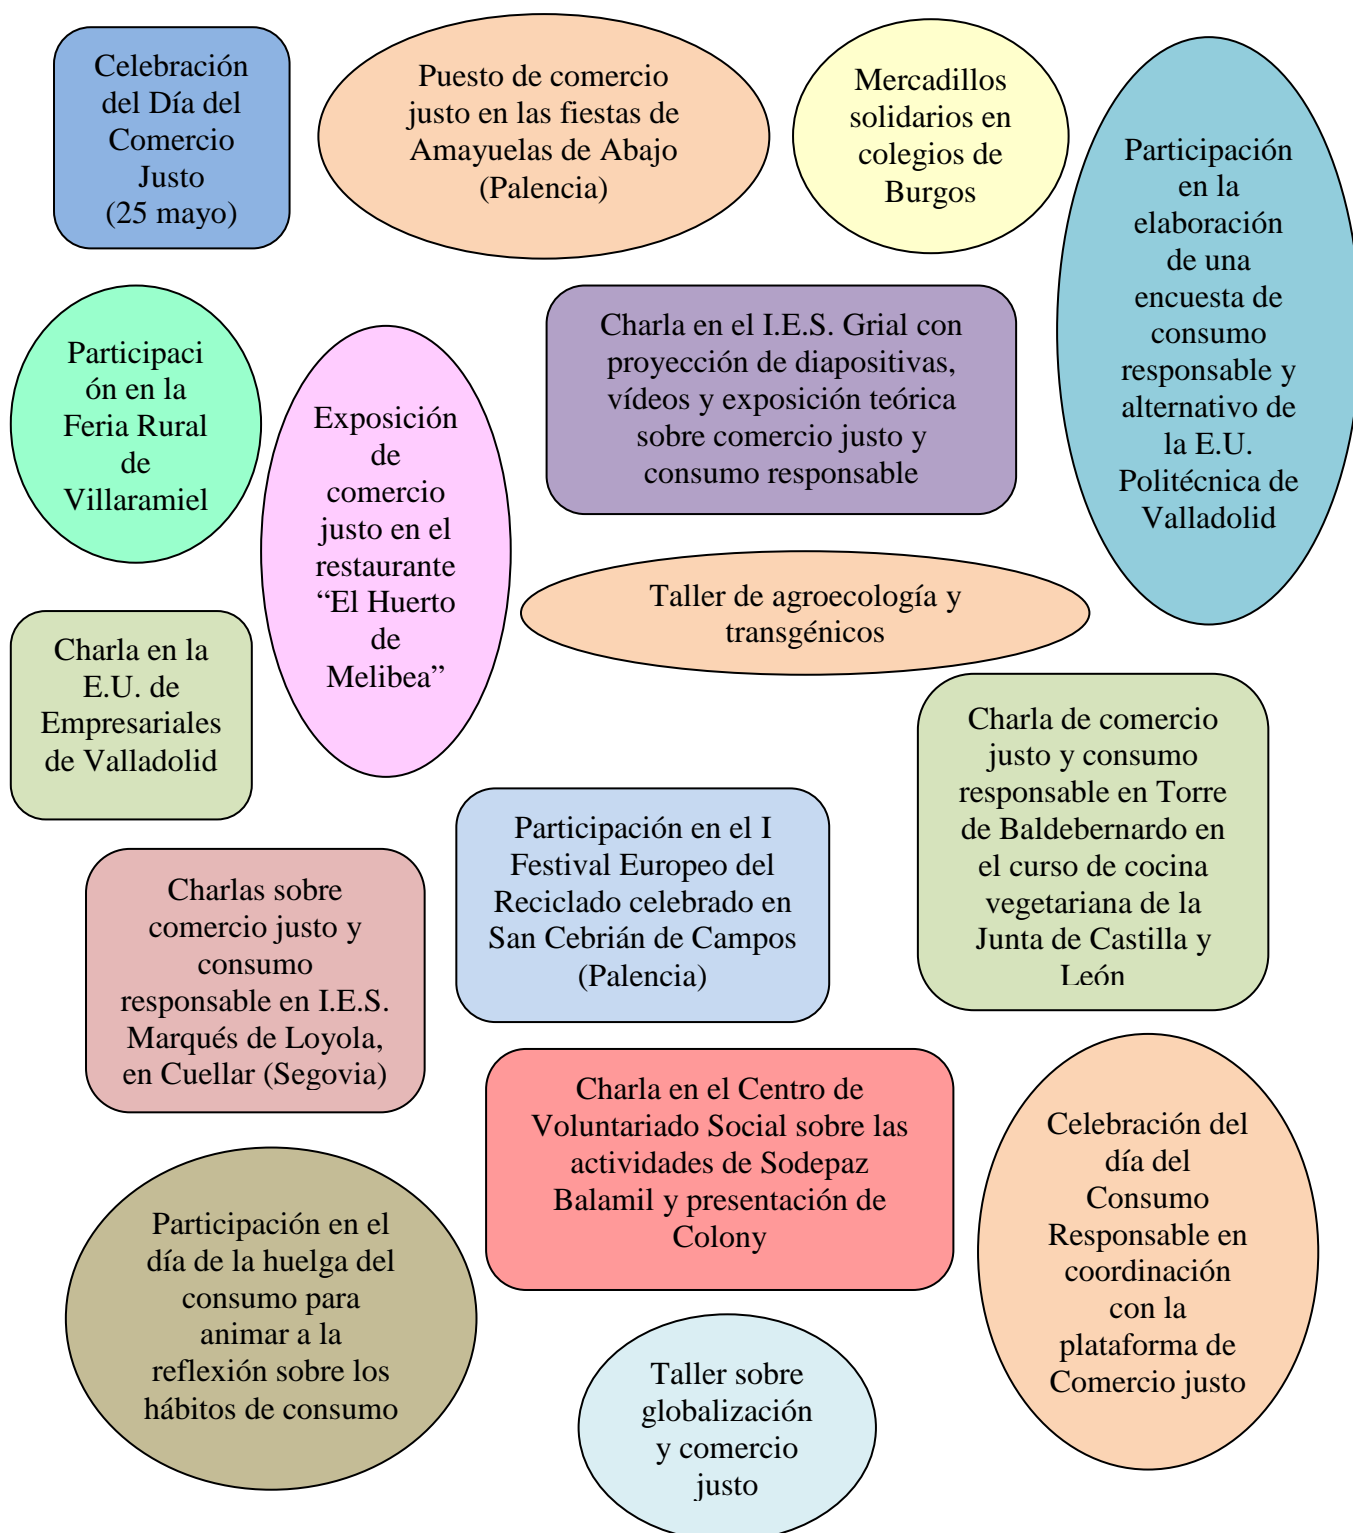 Celebración
del Día del
Comercio
Justo
(25 mayo)
Puesto de comercio
justo en las fiestas de
Amayuelas de Abajo
(Palencia)
Mercadillos
solidarios en
colegios de
Burgos
Participación
en la
elaboración
de una
encuesta de
consumo
responsable y
alternativo de
la E.U.
Politécnica de
Valladolid
Participaci
ón en la
Feria Rural
de
Villaramiel
Exposición
de
comercio
justo en el
restaurante
“El Huerto
de
Melibea”
Charla en el I.E.S. Grial con
proyección de diapositivas,
vídeos y exposición teórica
sobre comercio justo y
consumo responsable
Taller de agroecología y
transgénicos
Charla en la
E.U. de
Empresariales
de Valladolid
Charla de comercio
justo y consumo
responsable en Torre
de Baldebernardo en
el curso de cocina
vegetariana de la
Junta de Castilla y
León
Participación en el I
Festival Europeo del
Reciclado celebrado en
San Cebrián de Campos
(Palencia)
Charlas sobre
comercio justo y
consumo
responsable en I.E.S.
Marqués de Loyola,
en Cuellar (Segovia)
Charla en el Centro de
Voluntariado Social sobre las
actividades de Sodepaz
Balamil y presentación de
Colony
Celebración del
día del
Consumo
Responsable en
coordinación
con la
plataforma de
Comercio justo
Participación en el
día de la huelga del
consumo para
animar a la
reflexión sobre los
hábitos de consumo
Taller sobre
globalización
y comercio
justo